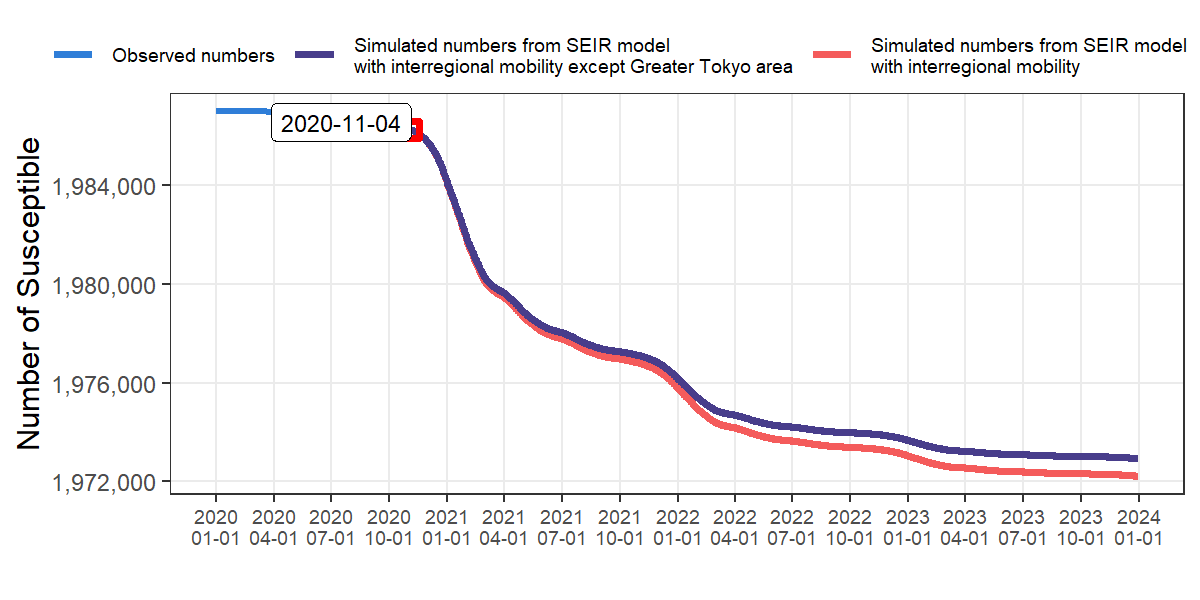 Observed numbers
Simulated numbers from SEIR model
with interregional mobility except Greater Tokyo area
Simulated numbers from SEIR model
with interregional mobility
Number of Susceptible
2020-11-04
1,984,000
1,980,000
1,976,000
1,972,000
2020 2020 2020 2020 2021 2021 2021 2021 2022 2022 2022 2022 2023 2023 2023 2023 2024
01-01 04-01 07-01 10-01 01-01 04-01 07-01 10-01 01-01 04-01 07-01 10-01 01-01 04-01 07-01 10-01 01-01